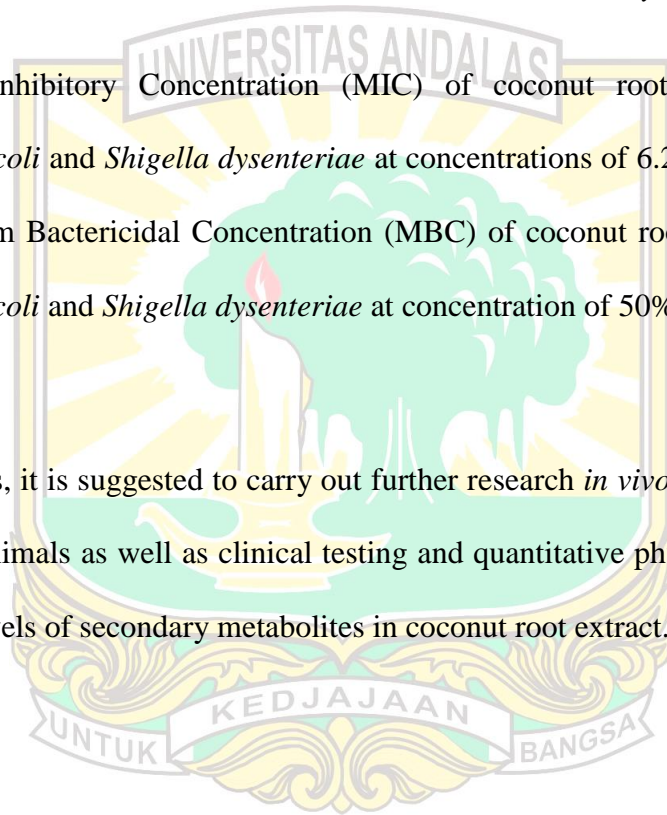 UNIVERSITAS ANDALAS
nhibitory Concentration (MIC) of coconut root
coli and Shigella dysenteriae at concentrations of 6.2
m Bactericidal Concentration (MBC) of coconut roo
coli and Shigella dysenteriae at concentration of 50%
s, it is suggested to carry out further research in vivo
nimals as well as clinical testing and quantitative ph
vels of secondary metabolites in coconut root extract.
UNTUK KEDJAJAAN BANGSA